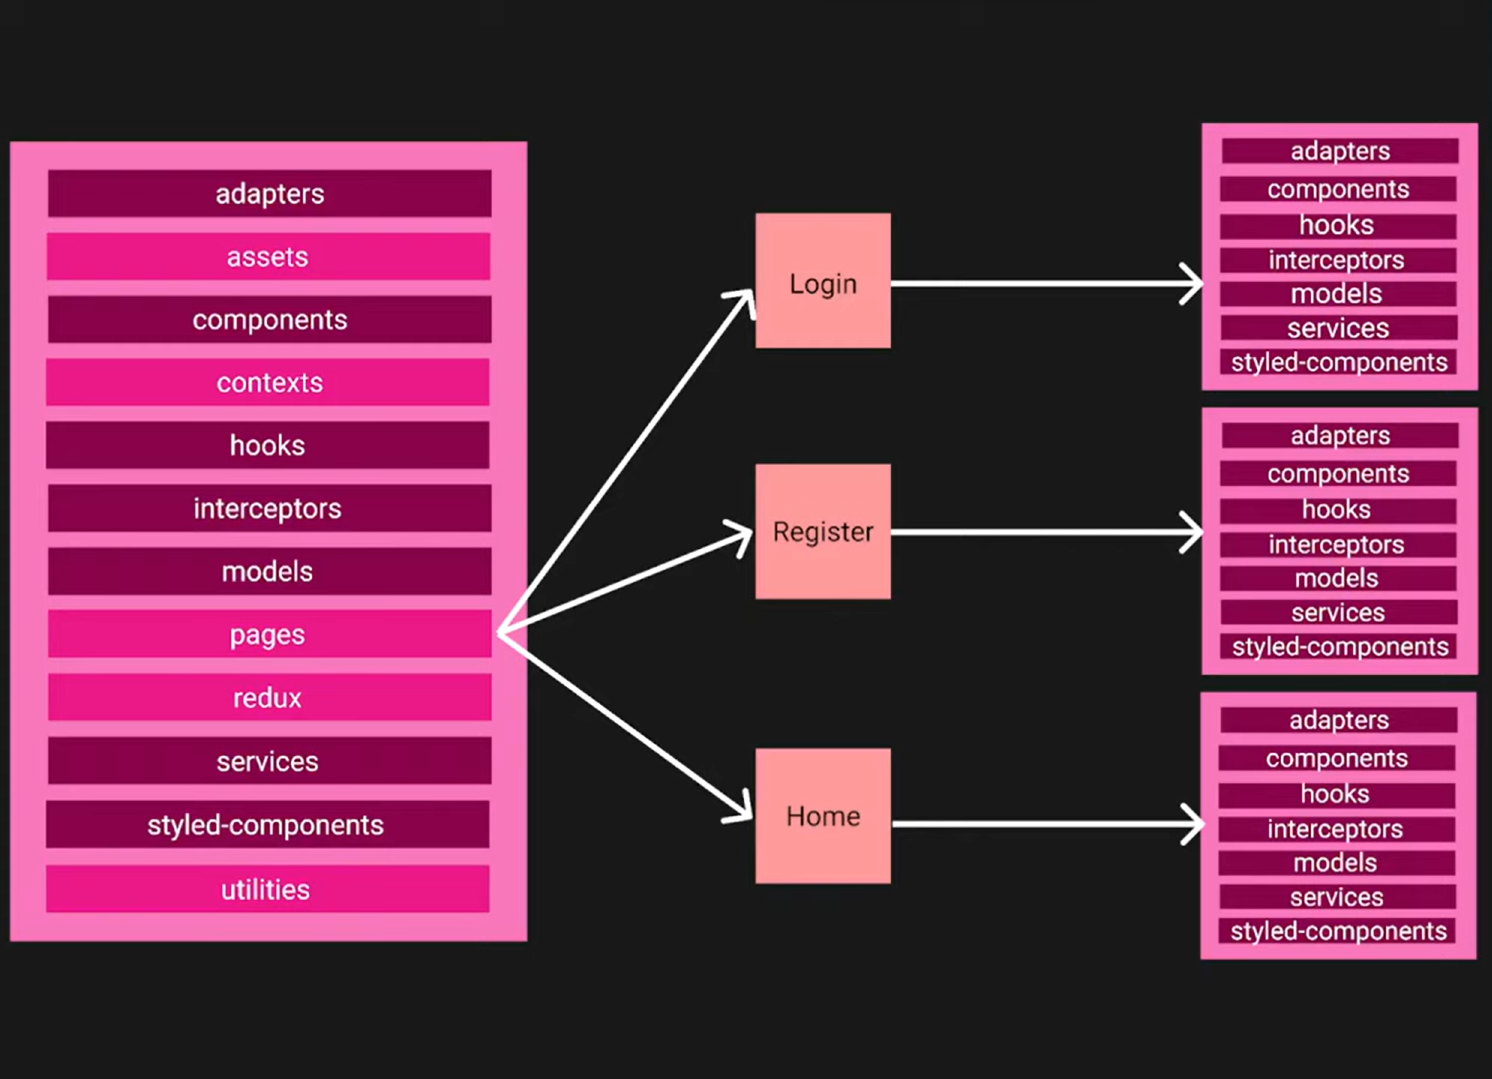 adapters
assets
components
contexts
hooks
interceptors
models
pages
redux
services
styled-components
utilities
Login
Register
Home
adapters
components
hooks
interceptors
models
services
styled-components
adapters
components
hooks
interceptors
models
services
styled-components
adapters
components
hooks
interceptors
models
services
styled-components